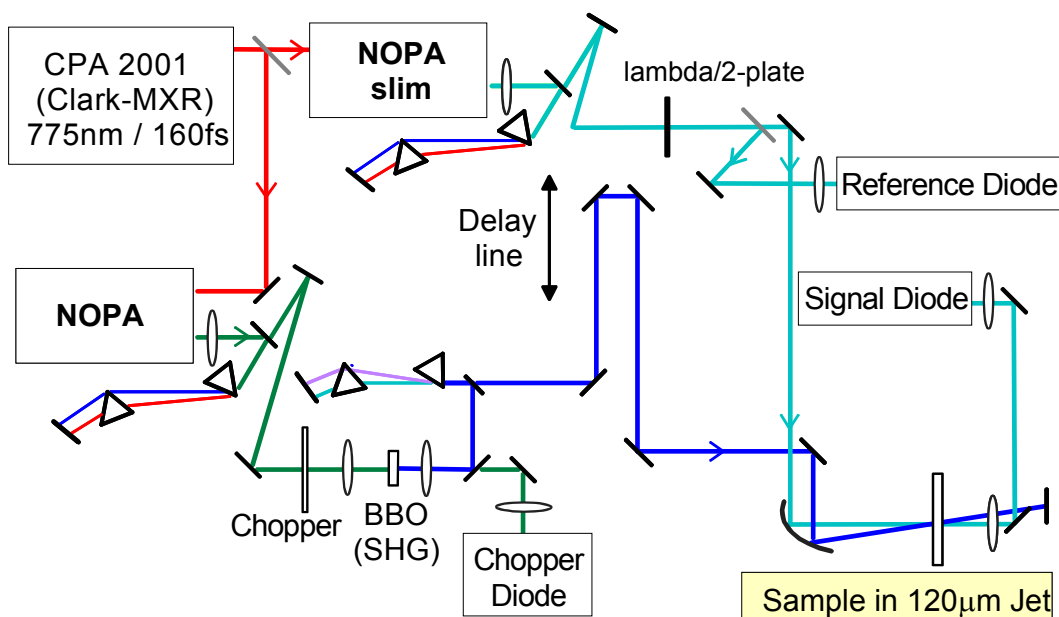 CPA 2001
(Clark-MXR)
775nm / 160fs
NOPA
slim
lambda/2-plate
Reference Diode
Delay
line
Signal Diode
NOPA
Chopper
BBO
(SHG)
Chopper
Diode
Sample in 120μm Jet